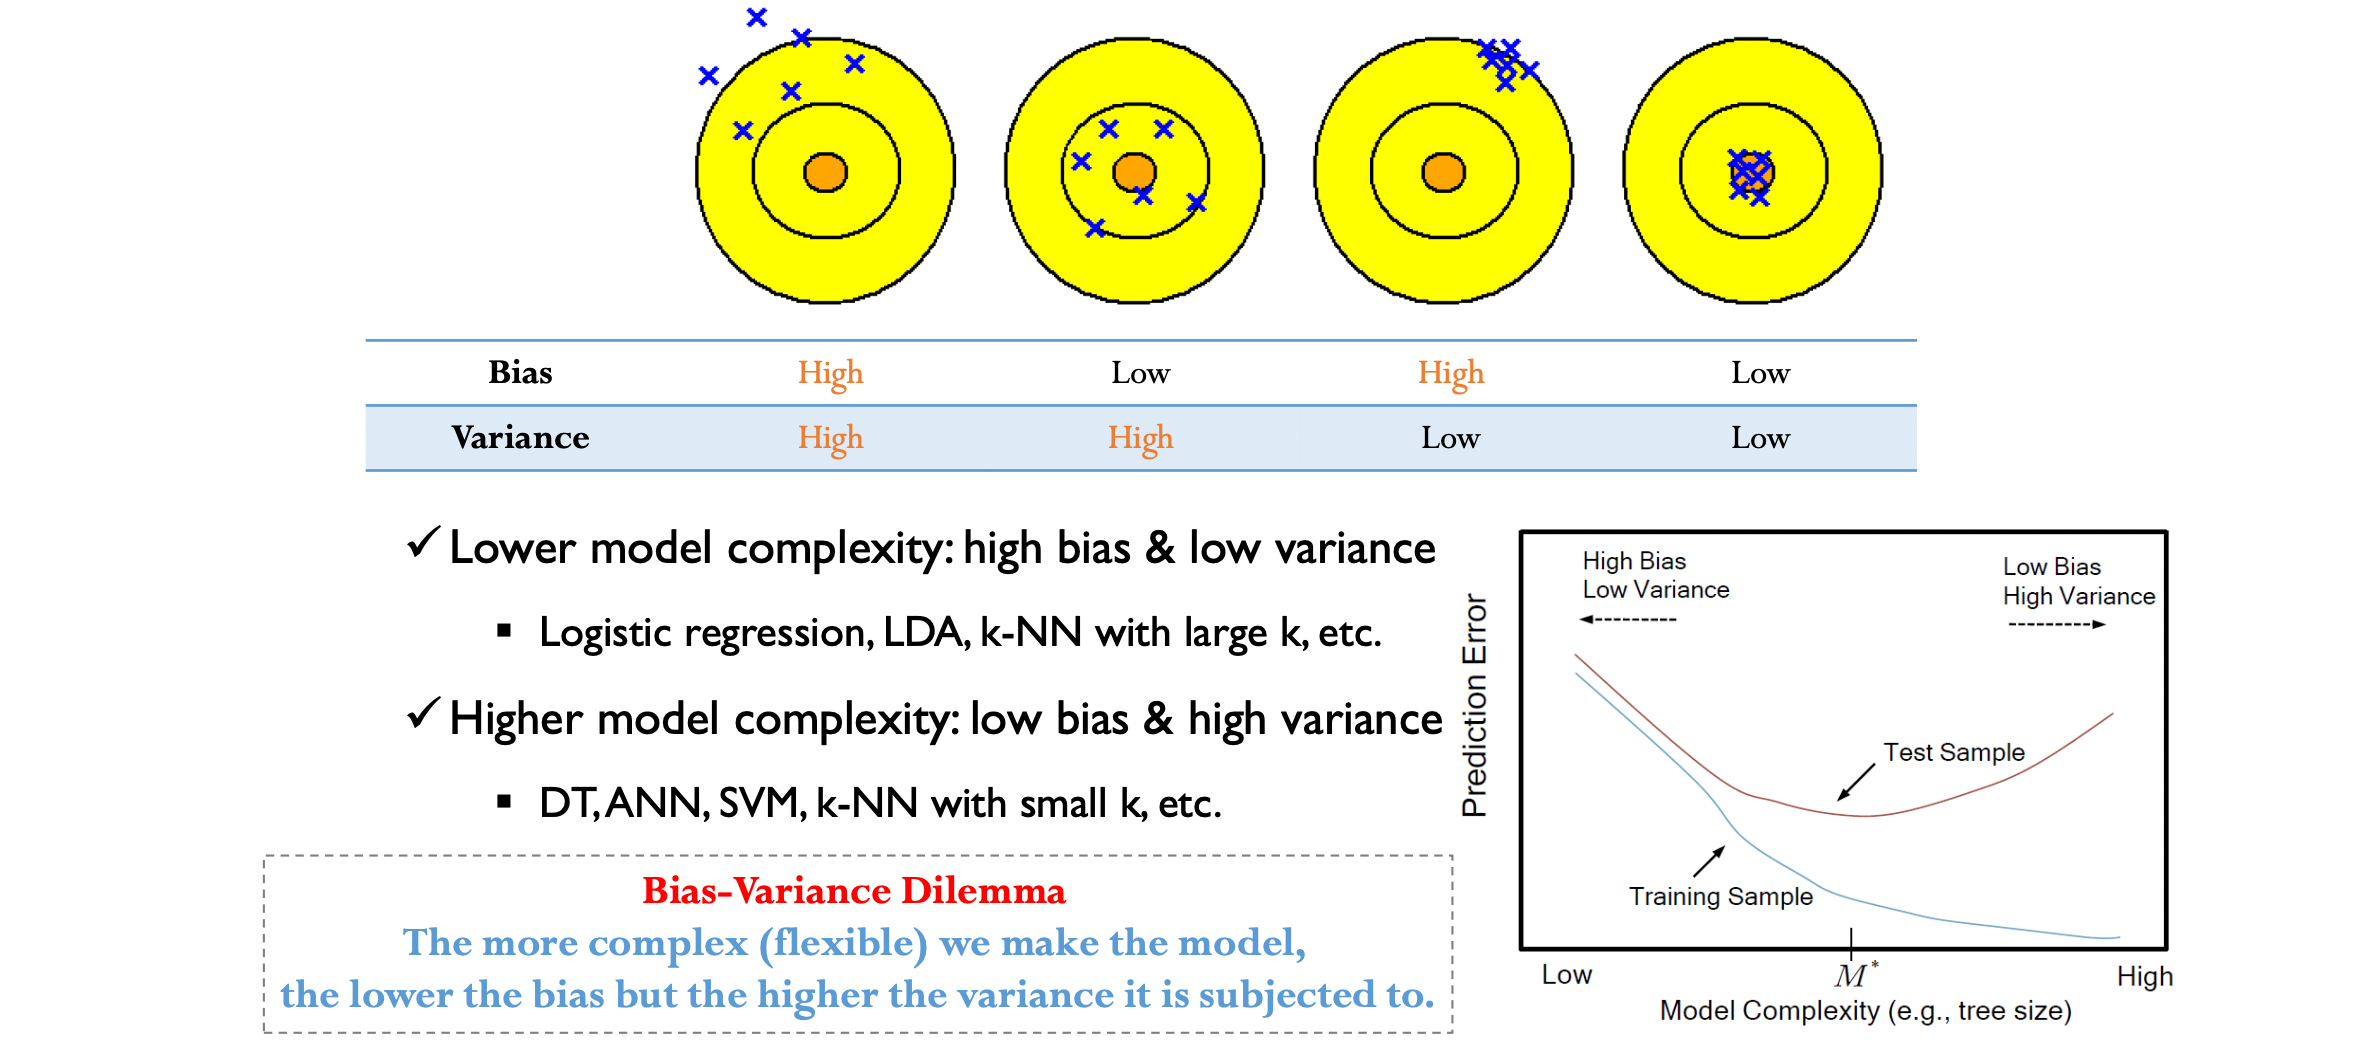 Bias High Low High Low
Variance High High Low Low
✓ Lower model complexity: high bias & low variance
▪ Logistic regression, LDA, k-NN with large k, etc.
✓ Higher model complexity: low bias & high variance
▪ DT, ANN, SVM, k-NN with small k, etc.
Bias-Variance Dilemma
The more complex (flexible) we make the model,
the lower the bias but the higher the variance it is subjected to.
High Bias
Low Variance
Low Bias
High Variance
Prediction Error
Test Sample
Training Sample
Low
M*
High
Model Complexity (e.g., tree size)